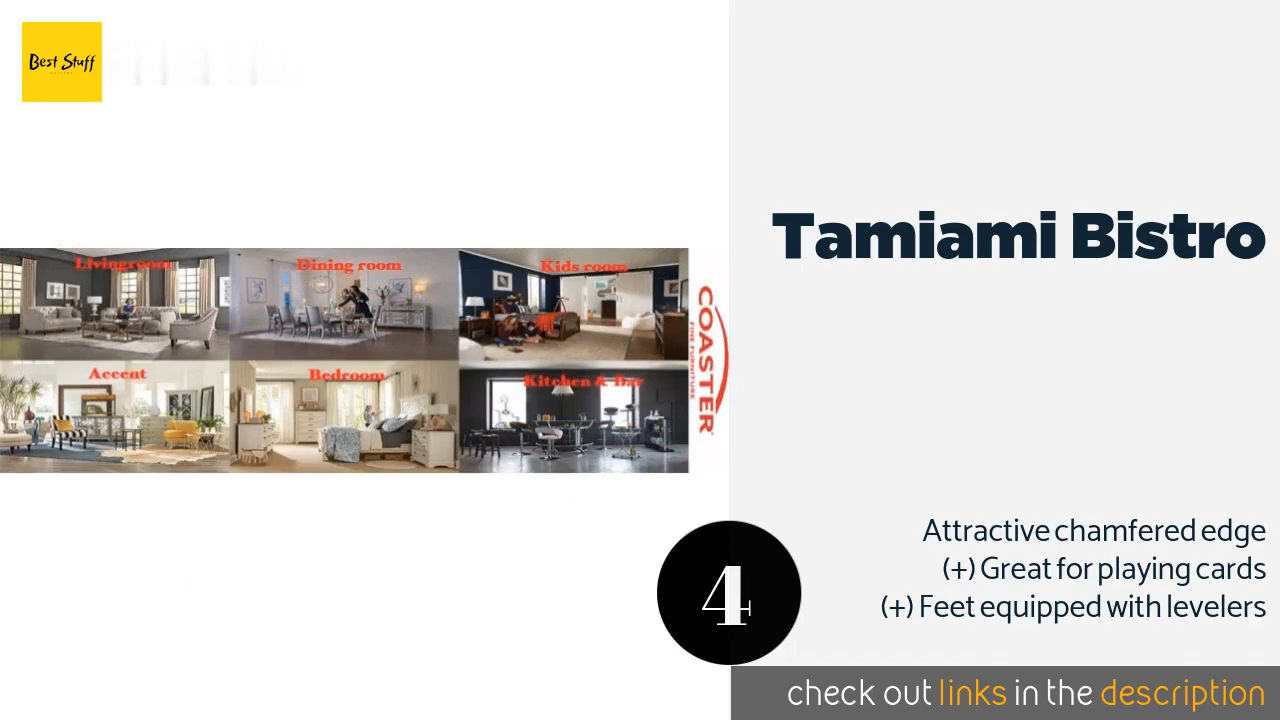 Best Stuff
Tamiami Bistro
Livingroom
Dining room
Kids room
Accent
Bedroom
Kitchen & Bar
COASTER
FINE FURNITURE
4
Attractive chamfered edge
(+) Great for playing cards
(+) Feet equipped with levelers
check out links in the description